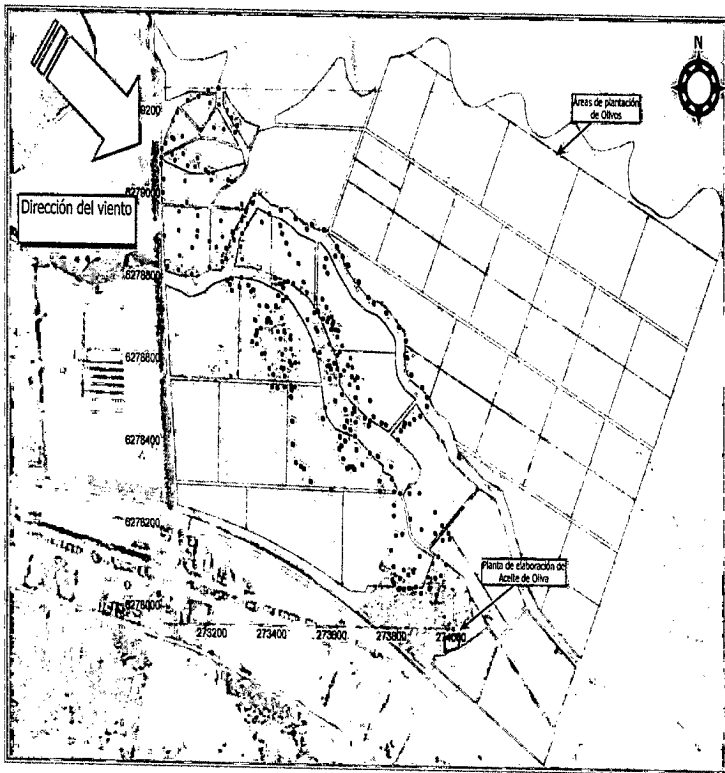 N
Áreas de plantación
de Olivos
Dirección del viento
6279000
6278800
6278600
6278400
6278200
6278000
Planta de elaboración de
Aceite de Oliva
273200
273400
273600
273800
274000